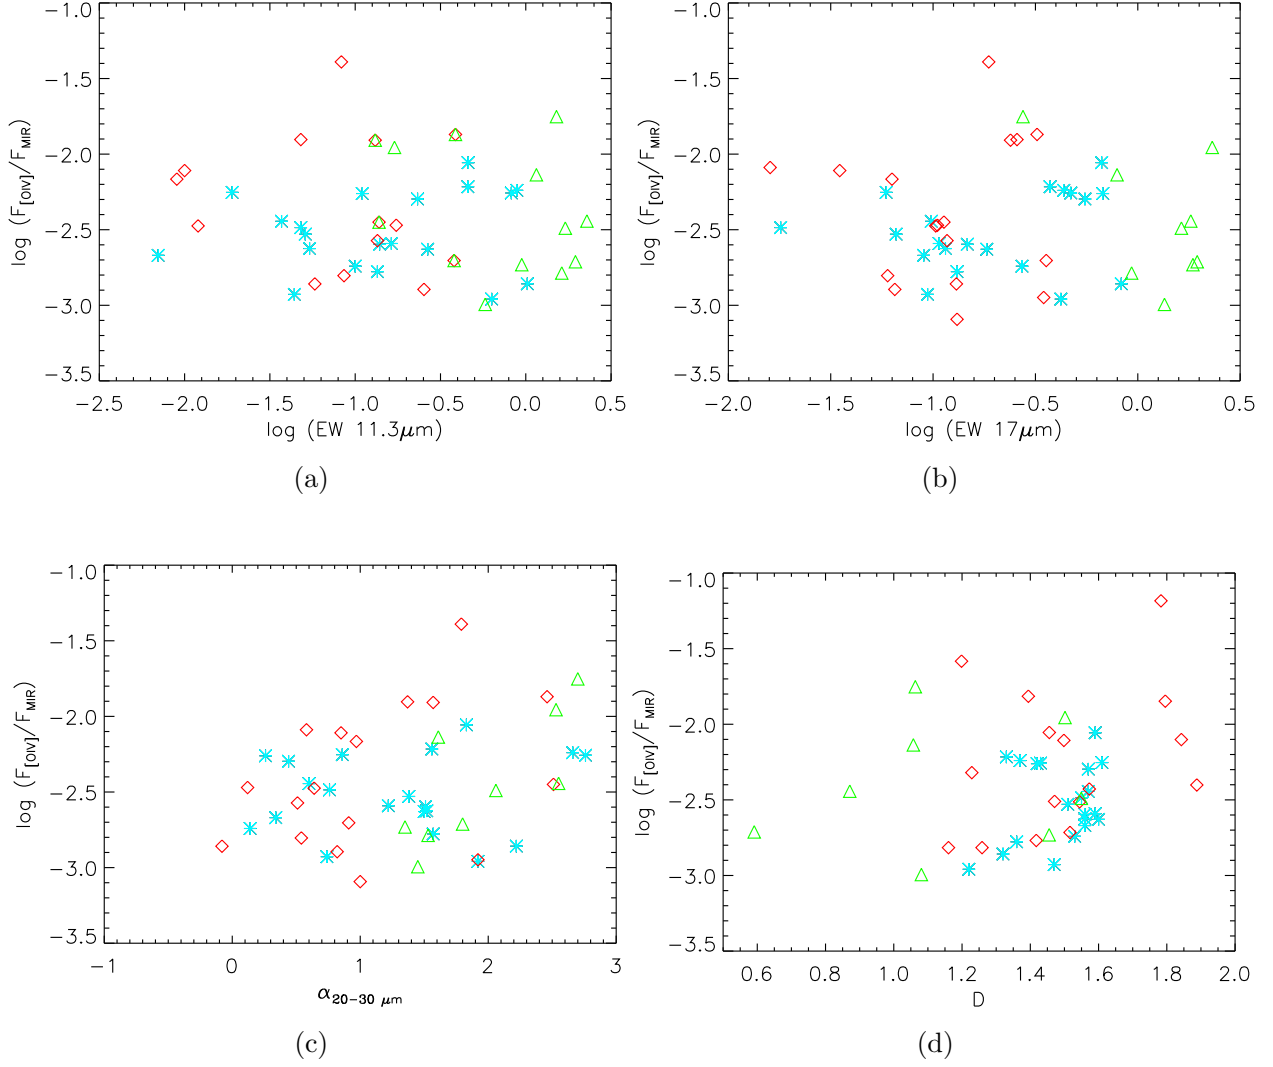 −1.0 −1.0
−1.5 −1.5
−2.0 −2.0
−2.5 −2.5
−3.0 −3.0
−3.5 −3.5
log (F[OIV]/FMIR) log (F[OIV]/FMIR)
−2.5 −2.0 −1.5 −1.0 −0.5 0.0 0.5 −2.0 −1.5 −1.0 −0.5 0.0 0.5
log (EW 11.3μm) log (EW 17μm)
(a) (b)
−1.0 −1.0
−1.5 −1.5
−2.0 −2.0
−2.5 −2.5
−3.0 −3.0
−3.5 −3.5
log (F[OIV]/FMIR) log (F[OIV]/FMIR)
−1 0 1 2 3 0.6 0.8 1.0 1.2 1.4 1.6 1.8 2.0
α20−30 μm D
(c) (d)